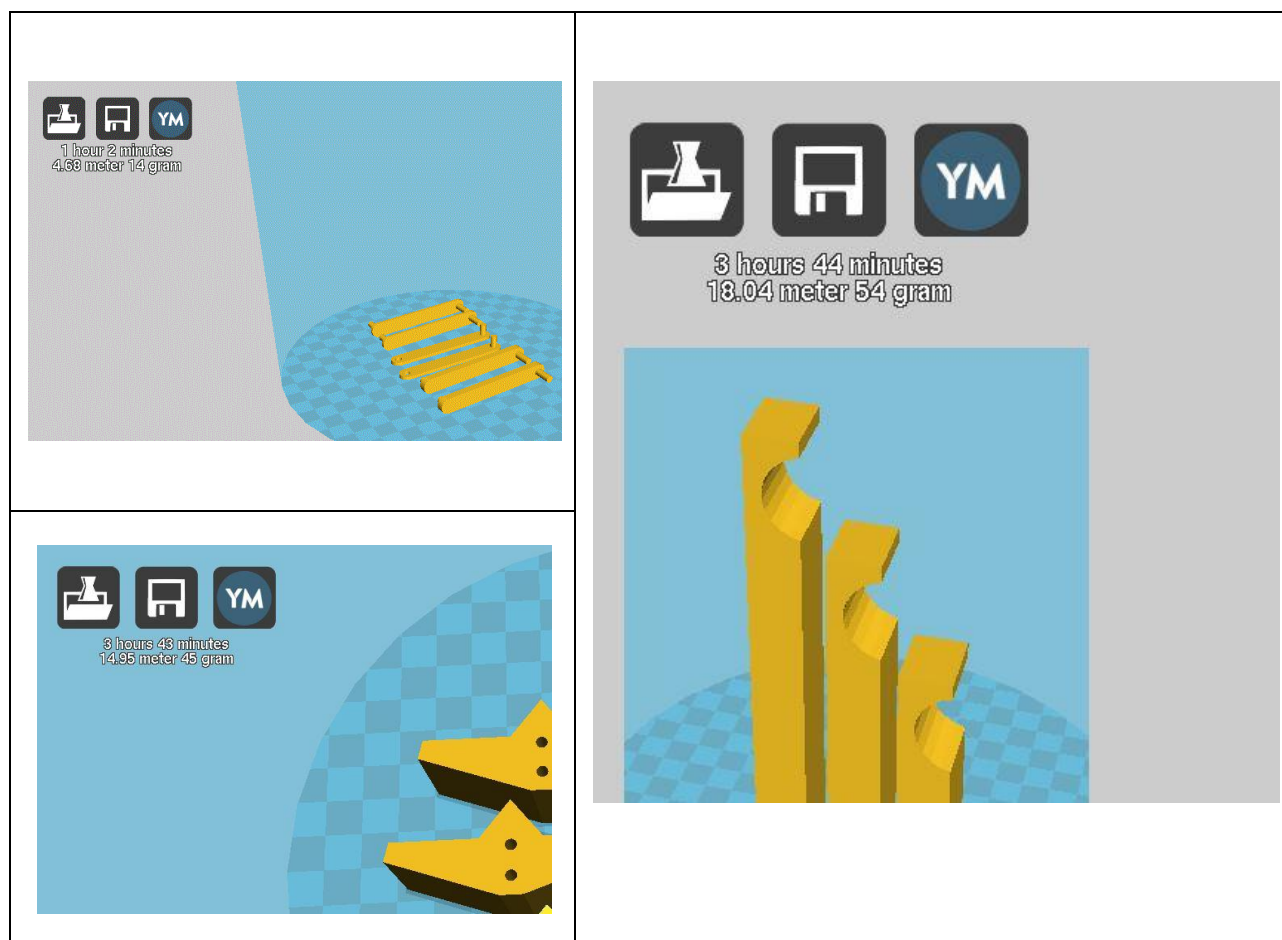 YM
1 hour 2 minutes
4.68 meter 14 gram
YM
3 hours 43 minutes
14.95 meter 45 gram
YM
3 hours 44 minutes
18.04 meter 54 gram